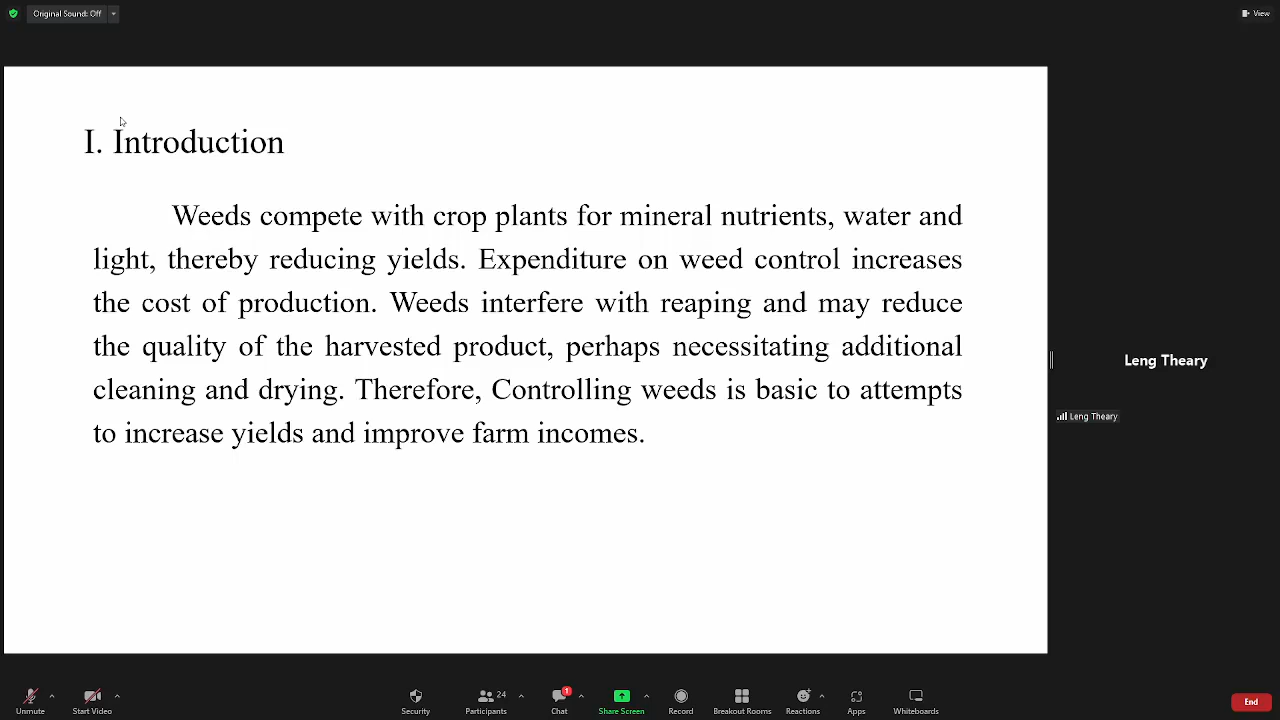 Original Sound: Off
View
I. Introduction
Weeds compete with crop plants for mineral nutrients, water and
light, thereby reducing yields. Expenditure on weed control increases
the cost of production. Weeds interfere with reaping and may reduce
the quality of the harvested product, perhaps necessitating additional
cleaning and drying. Therefore, Controlling weeds is basic to attempts
to increase yields and improve farm incomes.
Leng Theary
Leng Theary
Unmute
Start Video
Security
Participants 24
Chat 1
Share Screen
Record
Breakout Rooms
Reactions
Apps
Whiteboards
End